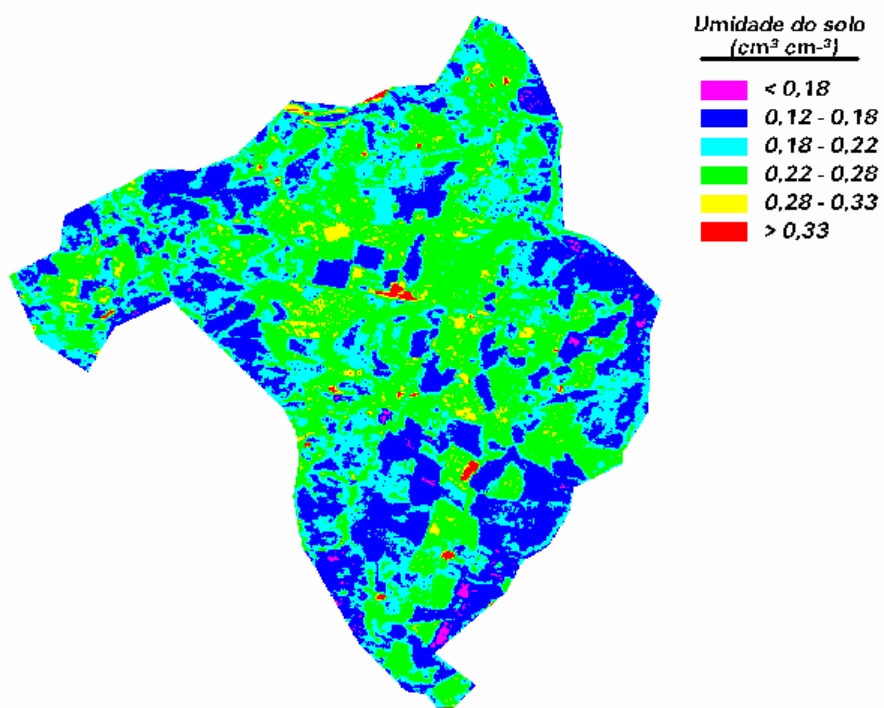 Umidade do solo
(cm³ cm-³)
< 0,18
0,12 - 0,18
0,18 - 0,22
0,22 - 0,28
0,28 - 0,33
> 0,33